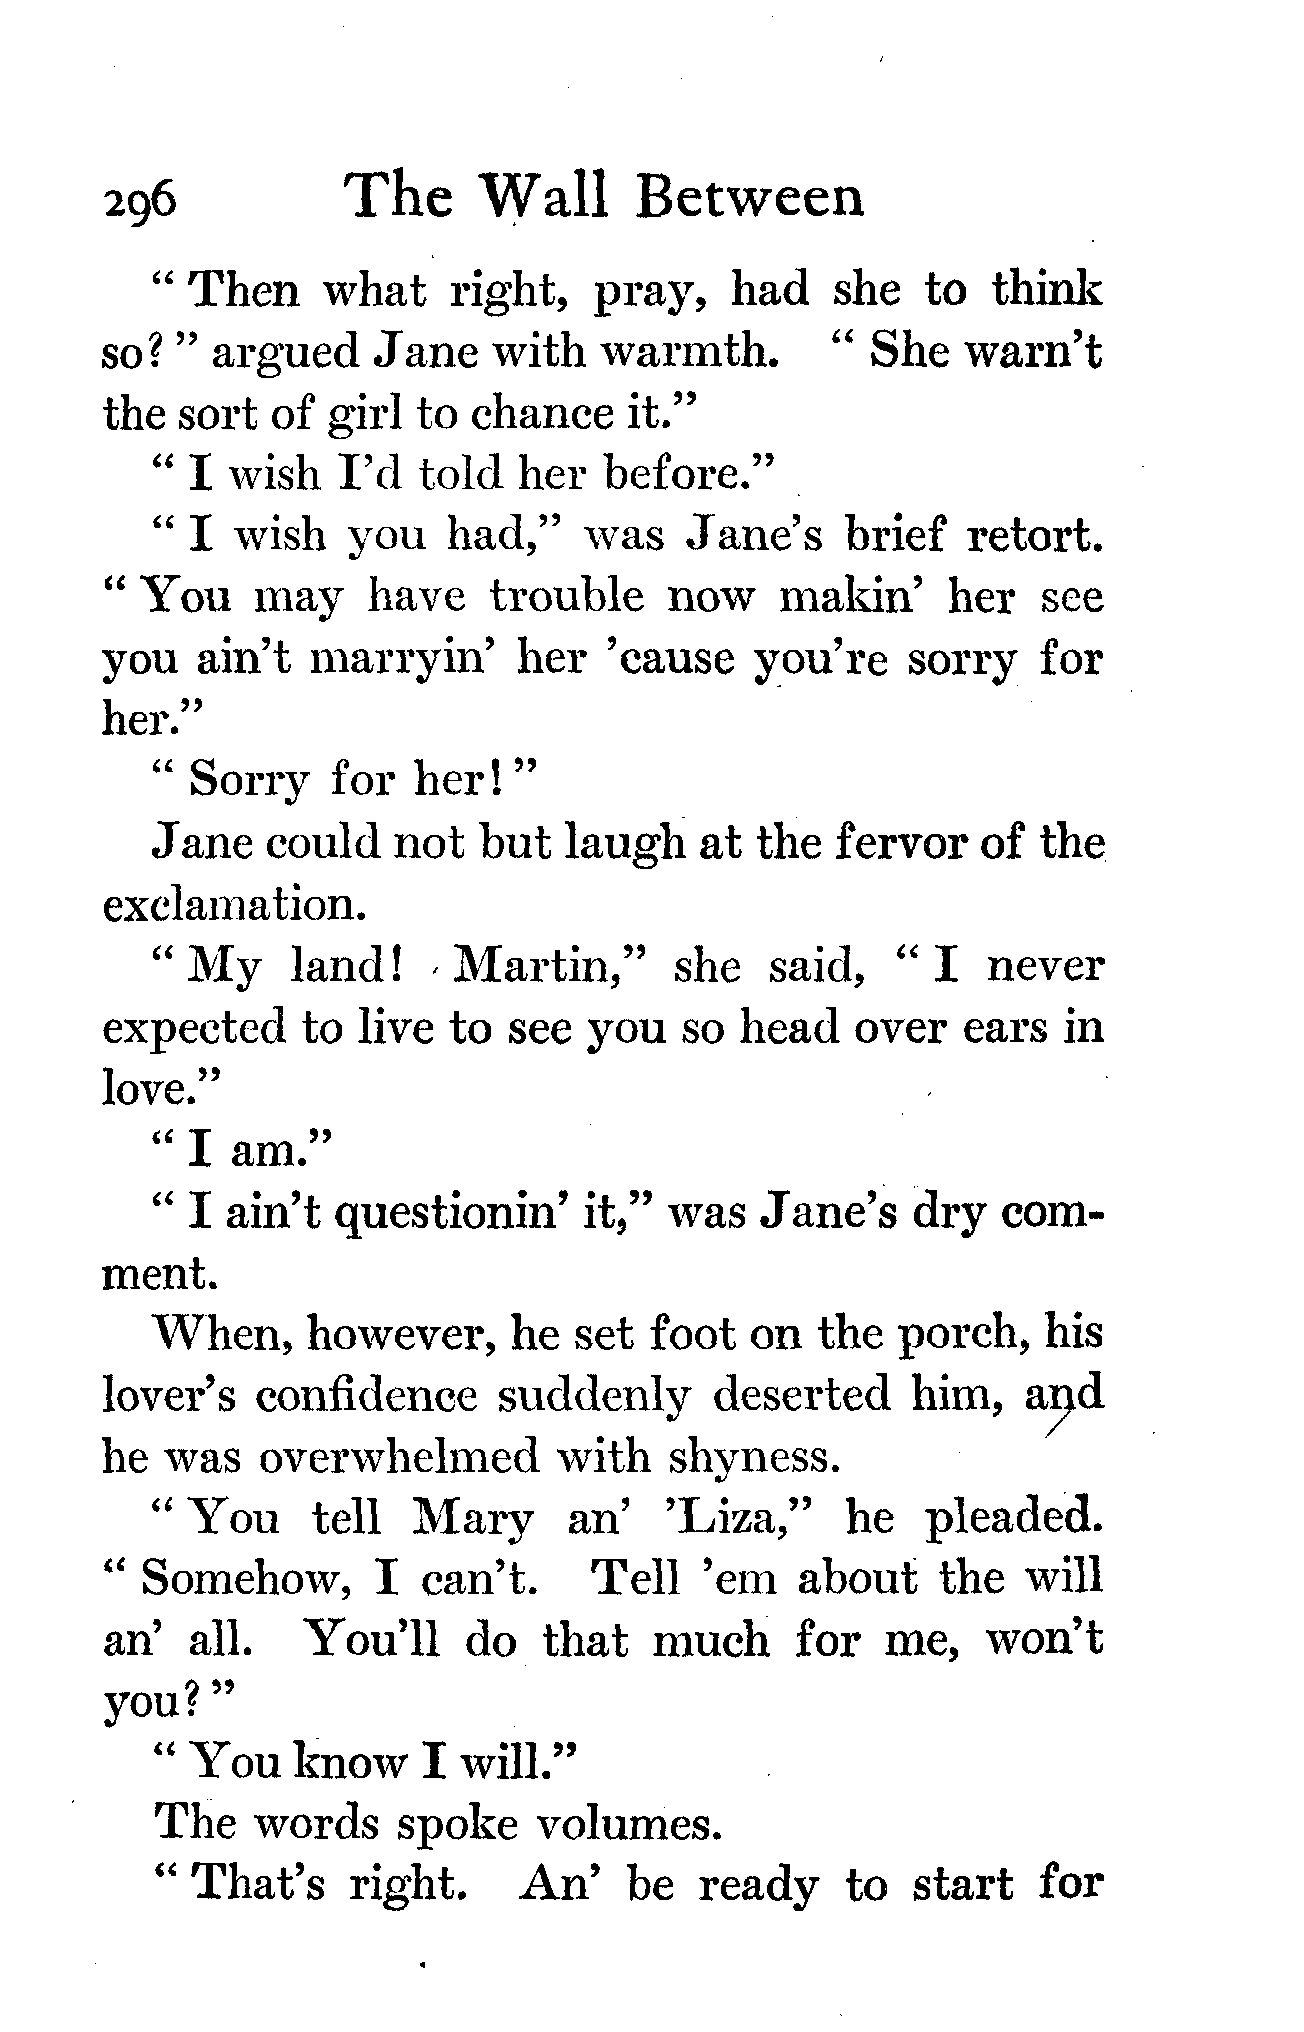 296 The Wall Between
“ Then what right, pray, had she to think
so? ” argued Jane with warmth. “ She warn’t
the sort of girl to chance it.”
“ I wish I’d told her before.”
“ I wish you had,” was Jane’s brief retort.
“ You may have trouble now makin’ her see
you ain’t marryin’ her ’cause you’re sorry for
her.”
“ Sorry for her! ”
Jane could not but laugh at the fervor of the
exclamation.
“ My land! Martin,” she said, “ I never
expected to live to see you so head over ears in
love.”
“ I am.”
“ I ain’t questionin’ it,” was Jane’s dry com-
ment.
When, however, he set foot on the porch, his
lover’s confidence suddenly deserted him, and
he was overwhelmed with shyness.
“ You tell Mary an’ ’Liza,” he pleaded.
“ Somehow, I can’t. Tell ’em about the will
an’ all. You’ll do that much for me, won’t
you? ”
“ You know I will.”
The words spoke volumes.
“ That’s right. An’ be ready to start for